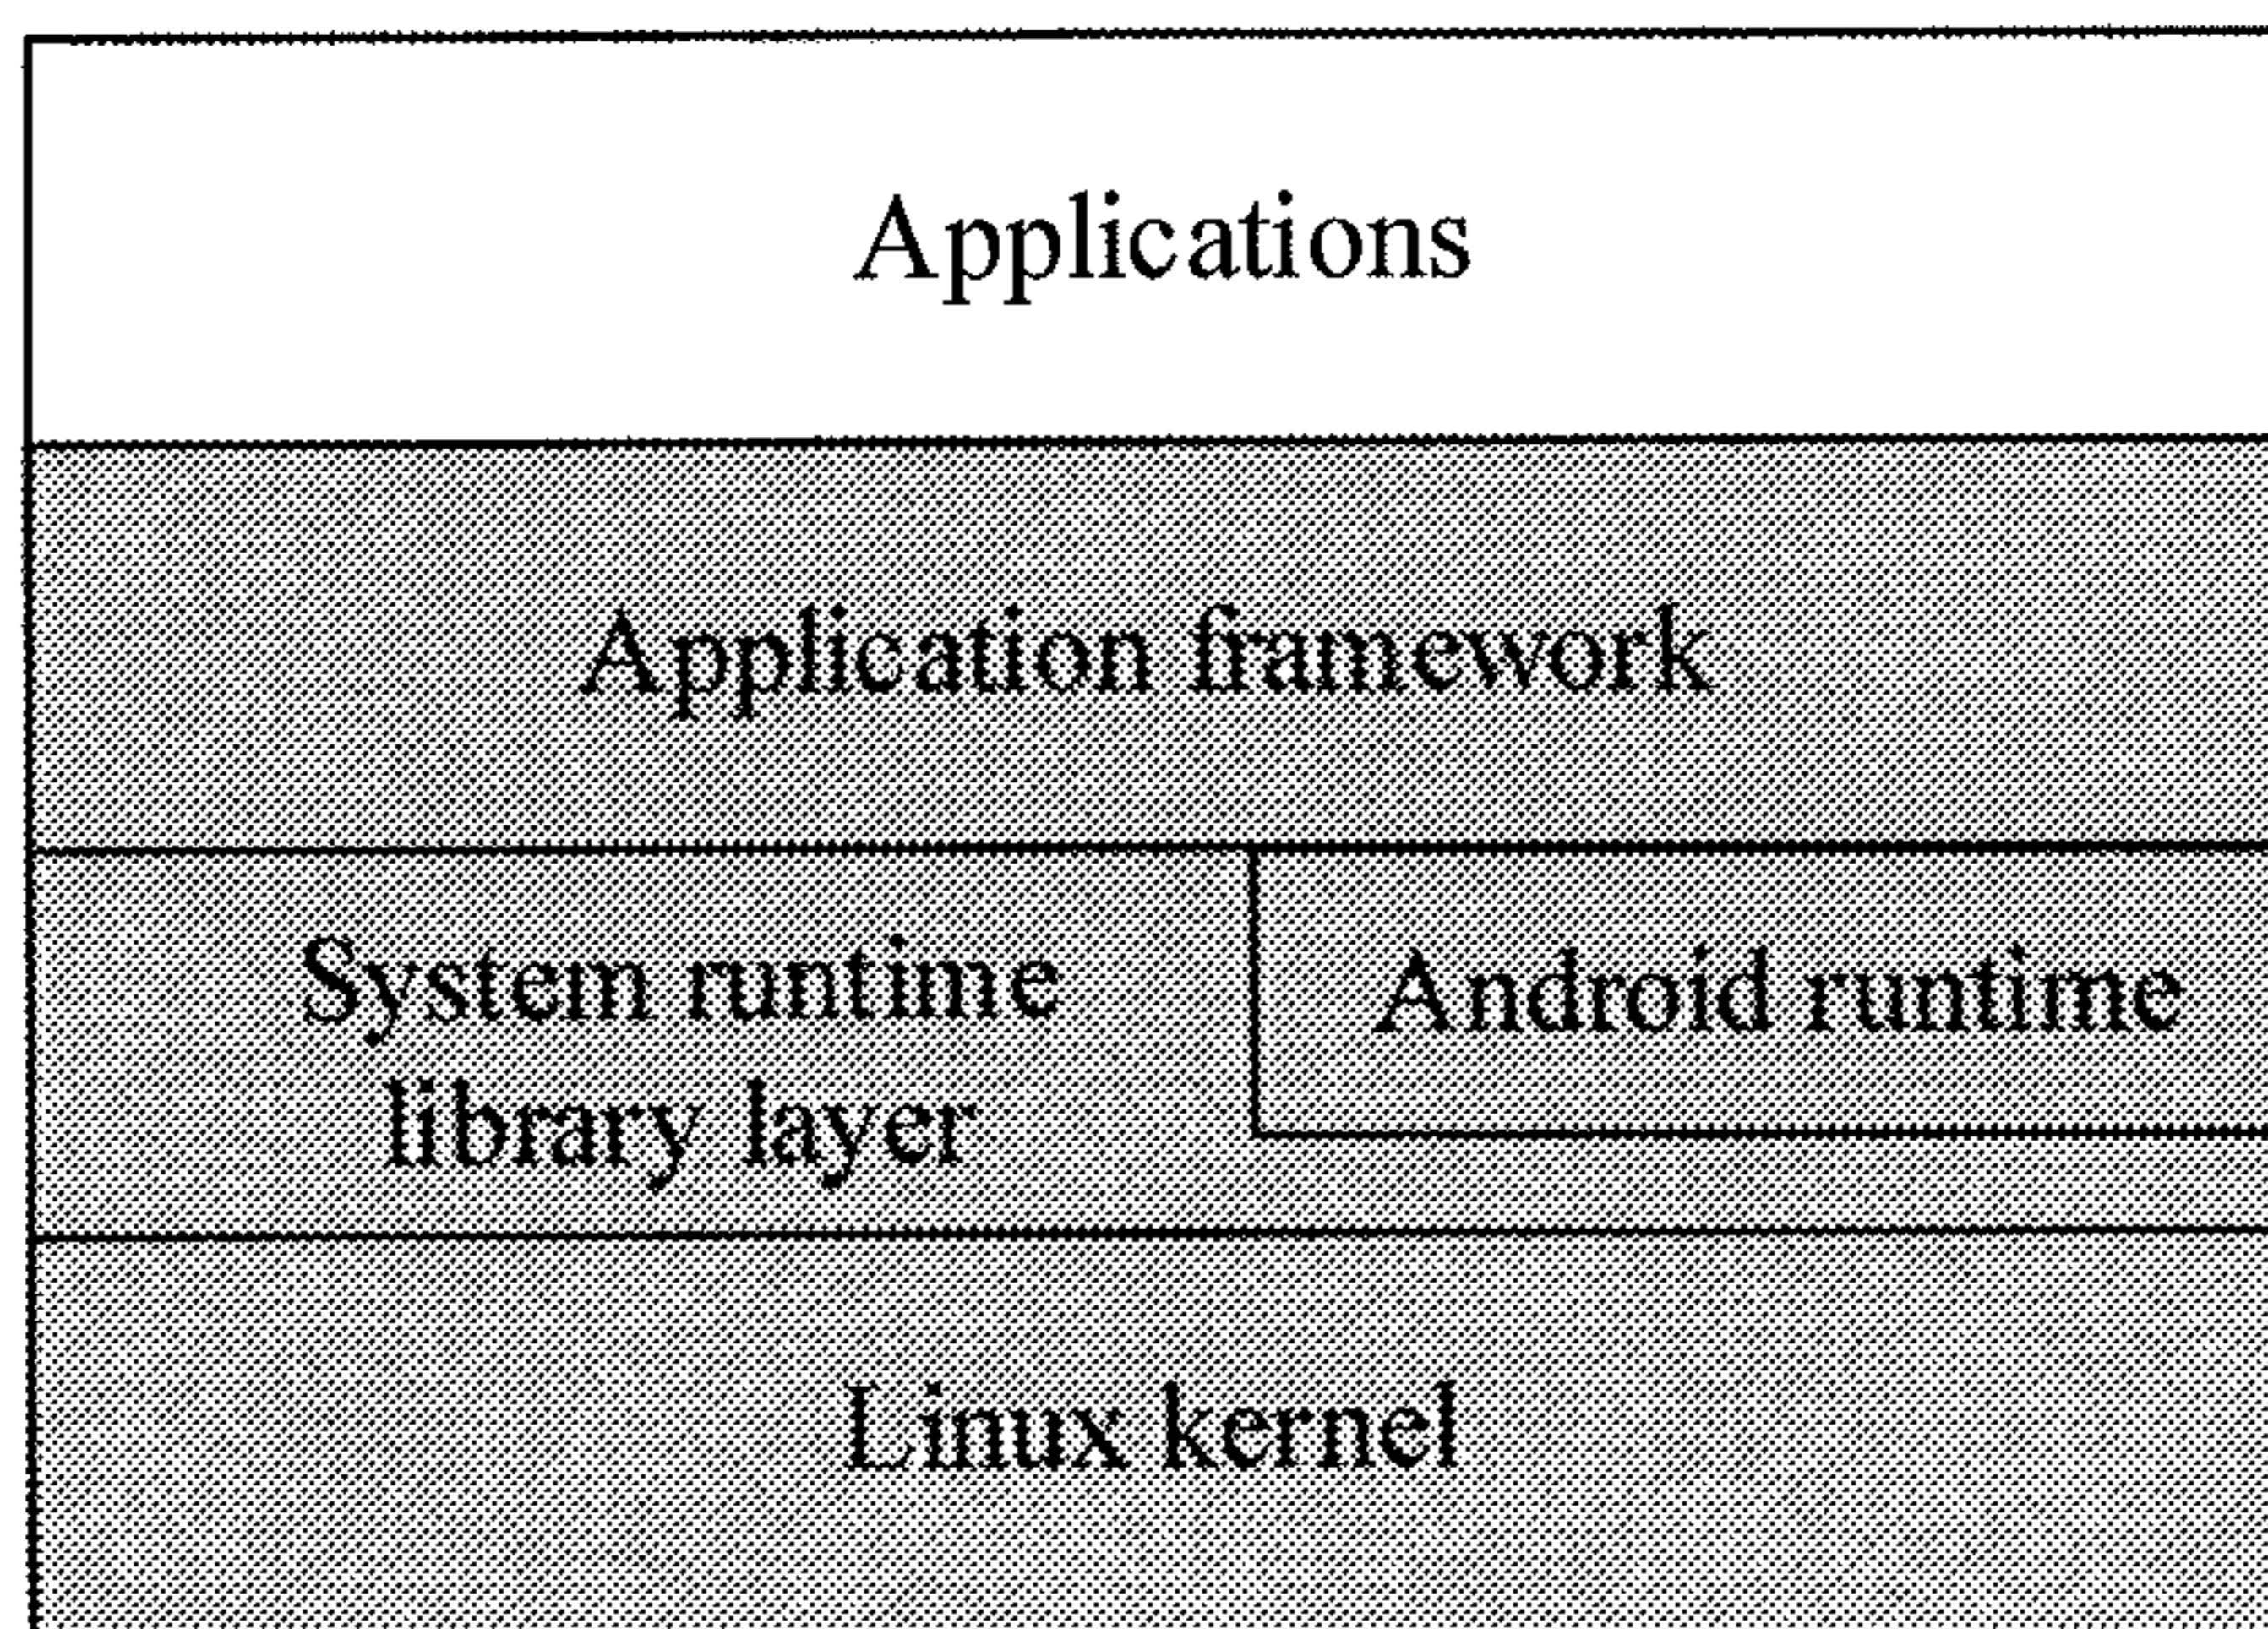 Applications
Application framework
System runtime
library layer
Android runtime
Linux kernel